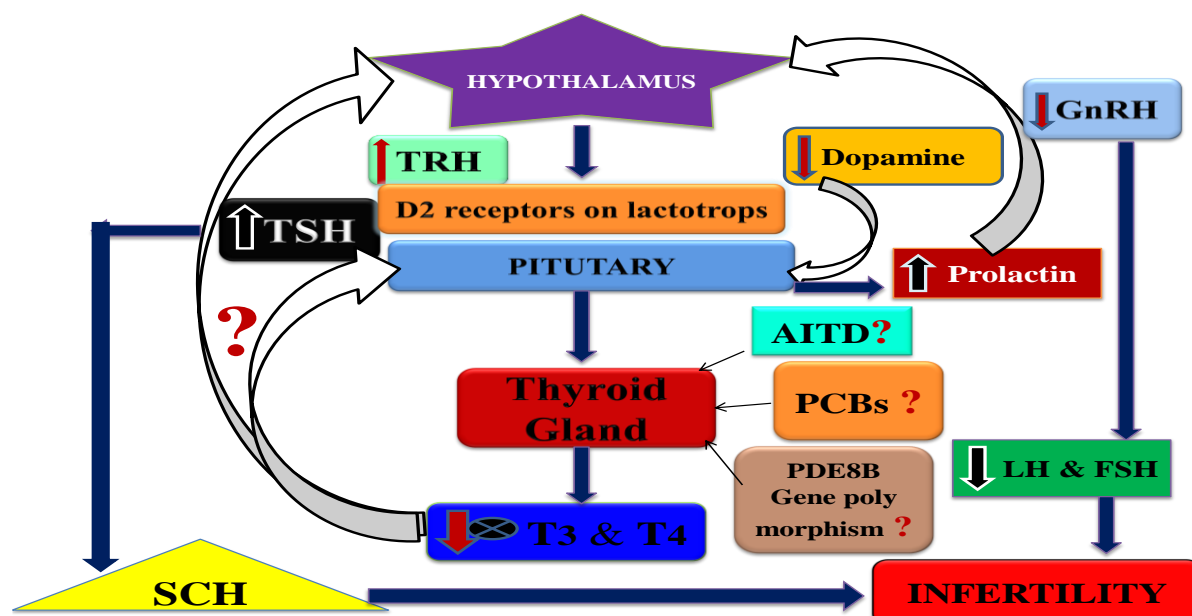 HYPOTHALAMUS
GnRH
TRH
Dopamine
D2 receptors on lactotrops
TSH
PITUTARY
Prolactin
?
AITD?
Thyroid
Gland
PCBs ?
PDE8B
Gene poly
morphism ?
LH & FSH
T3 & T4
SCH
INFERTILITY